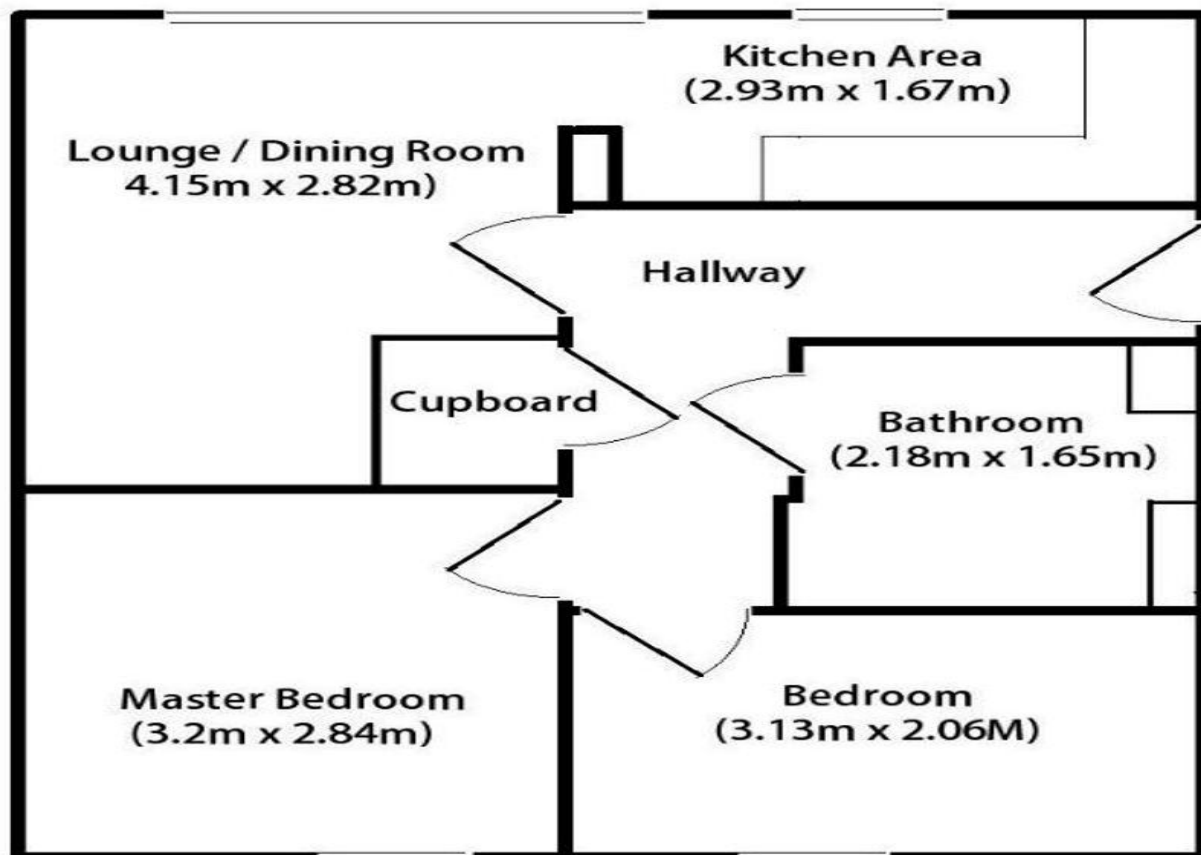 Kitchen Area
(2.93m x 1.67m)
Lounge / Dining Room
4.15m x 2.82m)
Hallway
Cupboard
Bathroom
(2.18m x 1.65m)
Master Bedroom
(3.2m x 2.84m)
Bedroom
(3.13m x 2.06M)